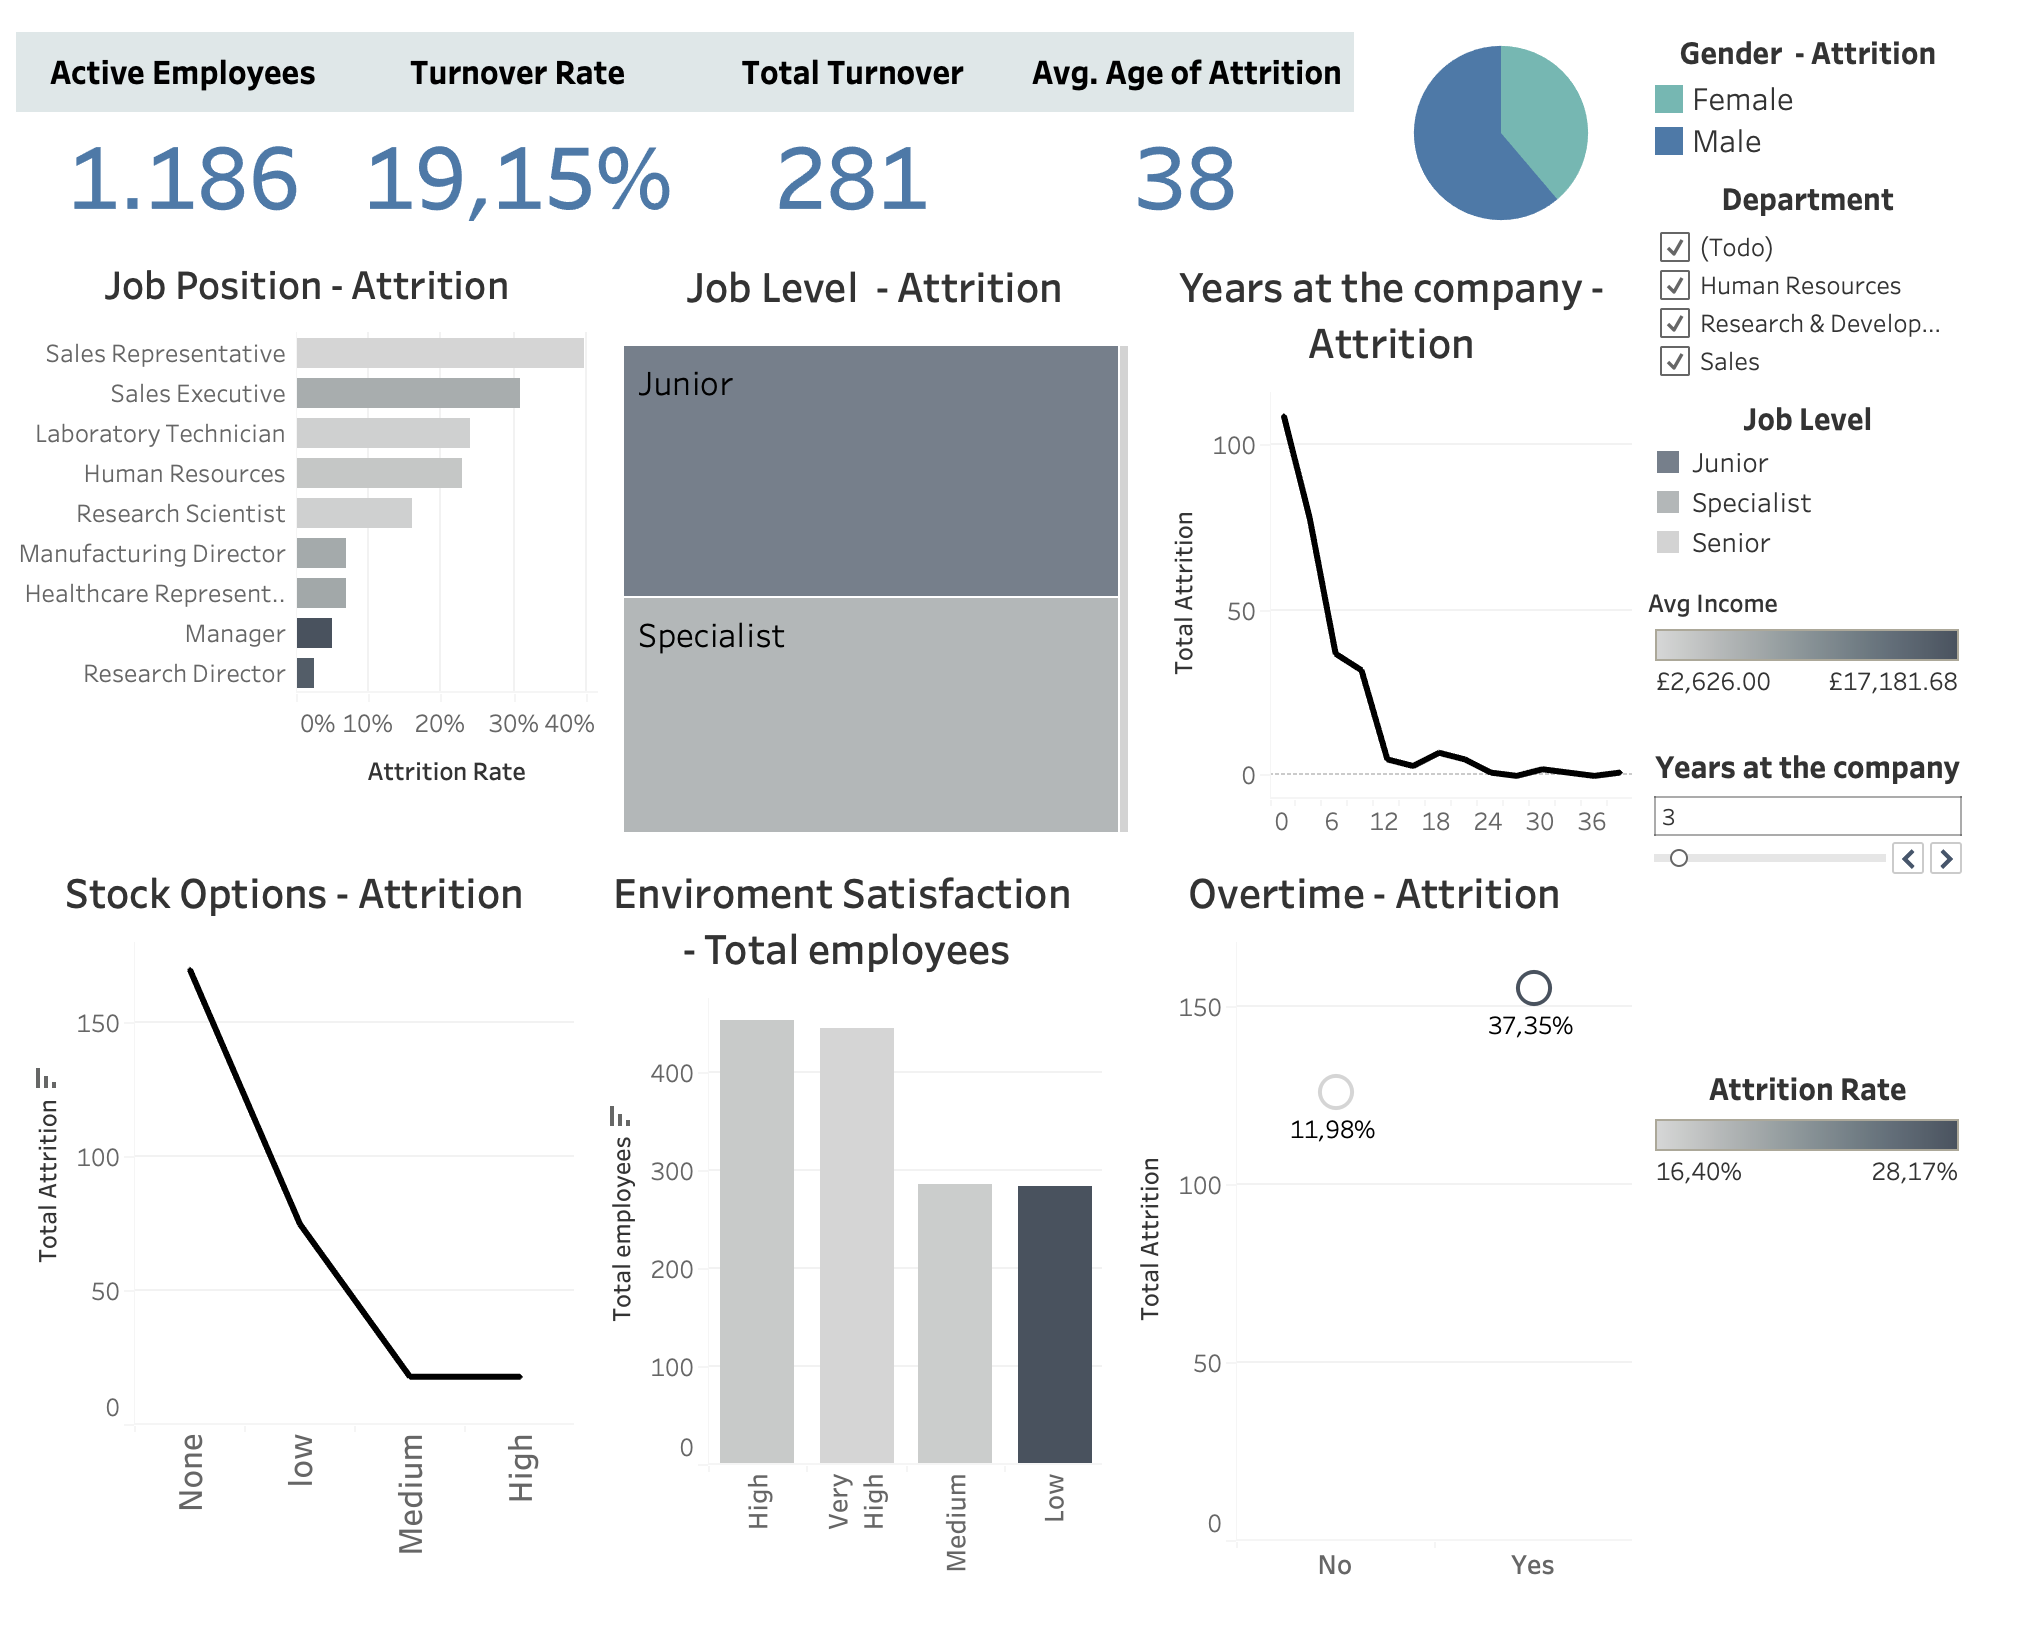 Active Employees
Turnover Rate
Total Turnover
Avg. Age of Attrition
1.186
19,15%
281
38
Gender  - Attrition
Female
Male
Department
(Todo)
Human Resources
Research & Develop...
Sales
Job Level
Junior
Specialist
Senior
Avg Income
£2,626.00
£17,181.68
Years at the company
3
Job Position - Attrition
Sales Representative
Sales Executive
Laboratory Technician
Human Resources
Research Scientist
Manufacturing Director
Healthcare Represent..
Manager
Research Director
0% 10% 20% 30% 40%
Attrition Rate
Job Level  - Attrition
Junior
Specialist
Years at the company -
Attrition
Total Attrition
100
50
0
0 6 12 18 24 30 36
Stock Options - Attrition
Total Attrition
150
100
50
0
None
low
Medium
High
Enviroment Satisfaction
- Total employees
Total employees
400
300
200
100
0
High
Very
High
Medium
Low
Overtime - Attrition
Total Attrition
150
100
50
0
37,35%
11,98%
No
Yes
Attrition Rate
16,40%
28,17%